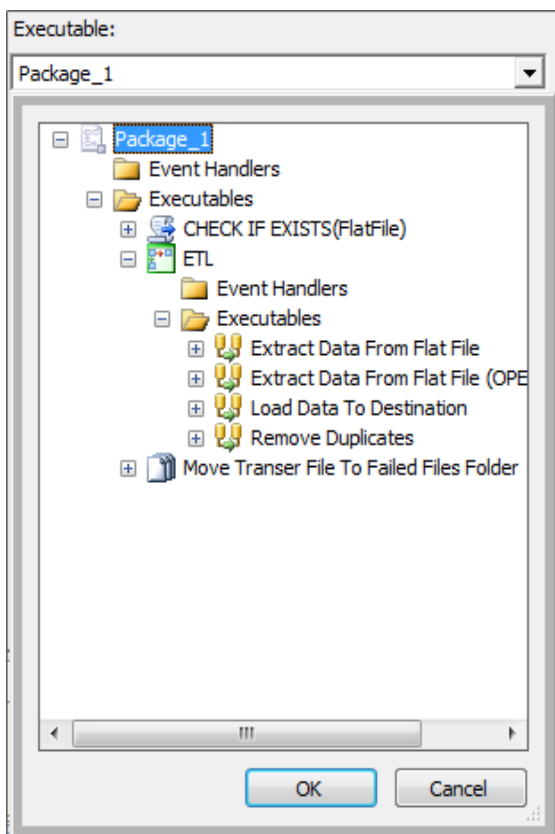 Executable:
Package_1
Package_1
Event Handlers
Executables
CHECK IF EXISTS(FlatFile)
ETL
Event Handlers
Executables
Extract Data From Flat File
Extract Data From Flat File (OPE
Load Data To Destination
Remove Duplicates
Move Transer File To Failed Files Folder
OK Cancel